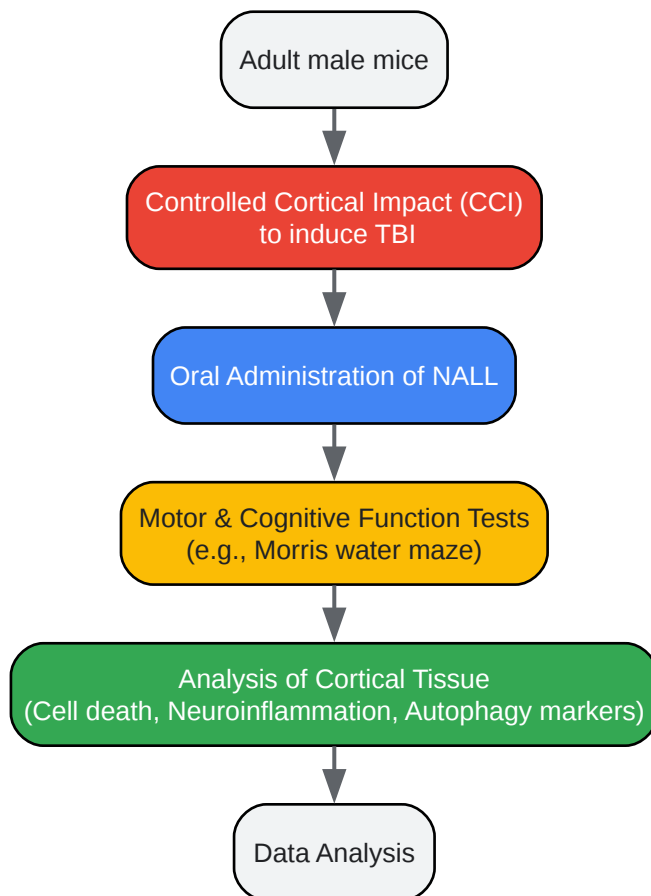 Adult male mice
Controlled Cortical Impact (CCI)
to induce TBI
Oral Administration of NALL
Motor & Cognitive Function Tests
(e.g., Morris water maze)
Analysis of Cortical Tissue
(Cell death, Neuroinflammation, Autophagy markers)
Data Analysis